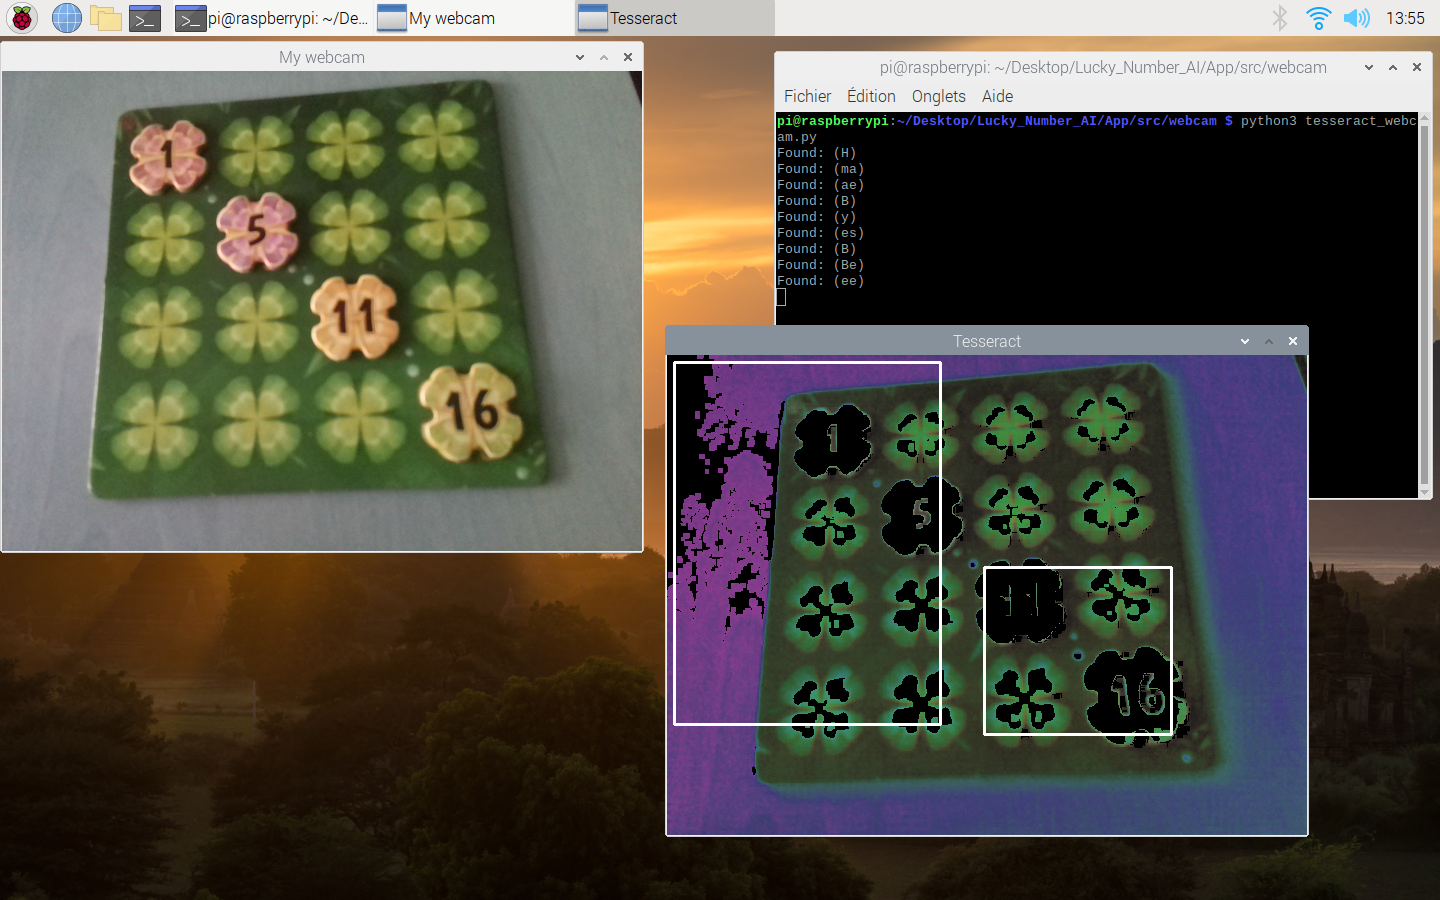 pi@raspberrypi: ~/De...
My webcam
Tesseract
13:55
My webcam
1
5
11
16
pi@raspberrypi: ~/Desktop/Lucky_Number_AI/App/src/webcam
Fichier Édition Onglets Aide
pi@raspberrypi:~/Desktop/Lucky_Number_AI/App/src/webcam $ python3 tesseract_webc
am.py
Found: (H)
Found: (ma)
Found: (ae)
Found: (B)
Found: (y)
Found: (es)
Found: (B)
Found: (Be)
Found: (ee)
Tesseract
1
5
11
16